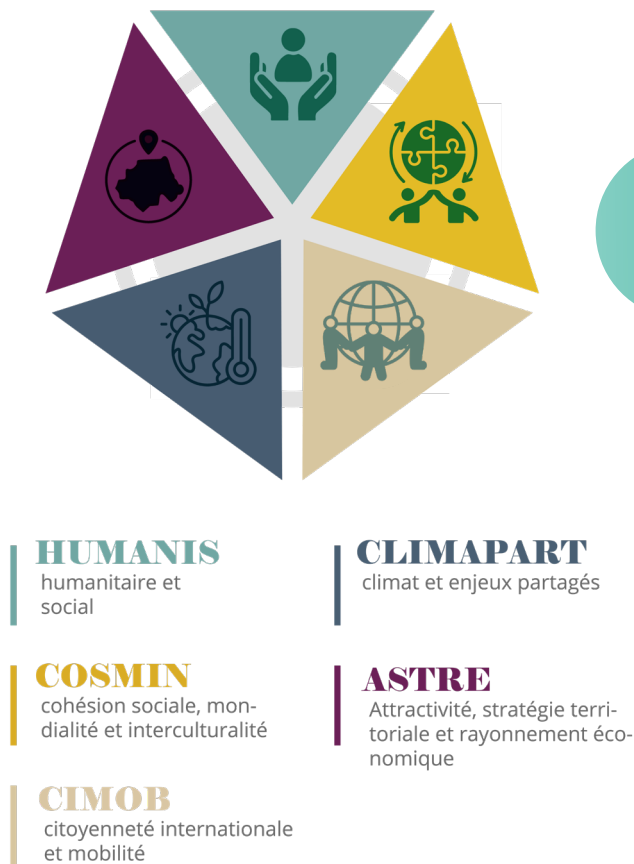 HUMANIS
humanitaire et
social
COSMIN
cohésion sociale, mon-
dialité et interculturalité
CIMOB
citoyenneté internationale
et mobilité
CLIMAPART
climat et enjeux partagés
ASTRE
Attractivité, stratégie terri-
toriale et rayonnement éco-
nomique